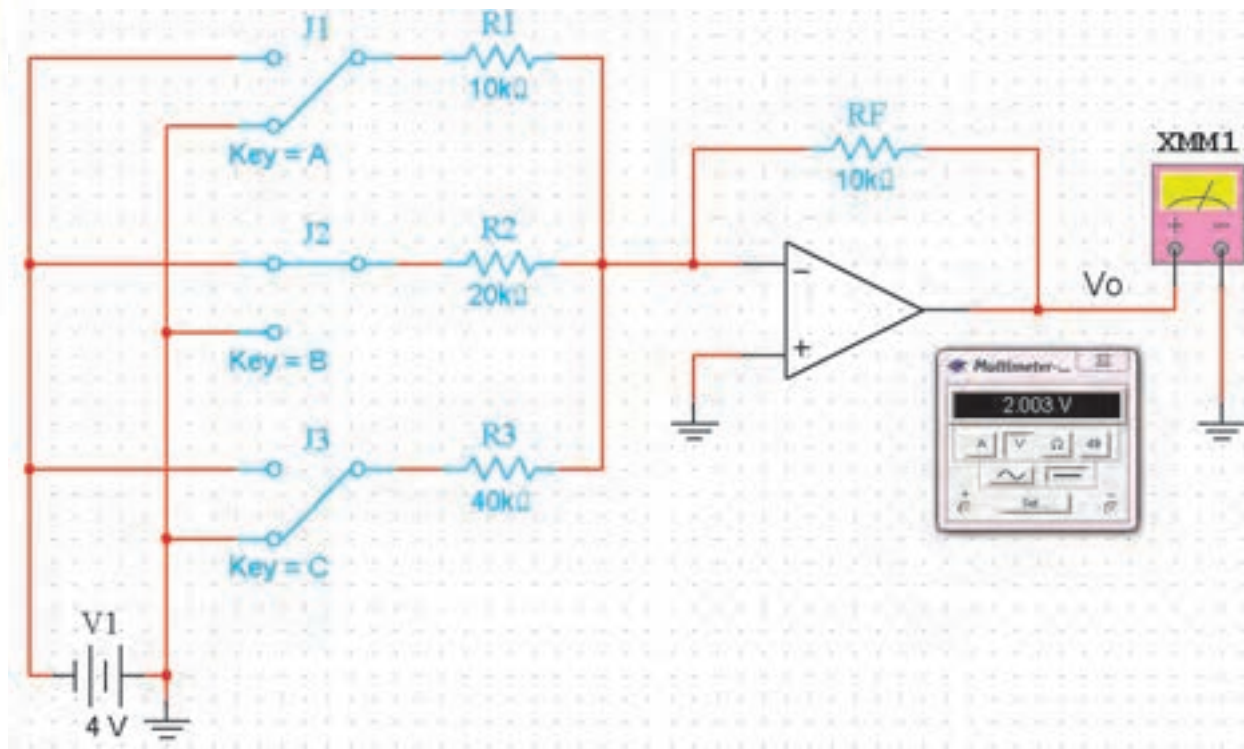 J1
R1
10kΩ
Key = A
J2
R2
20kΩ
Key = B
J3
R3
40kΩ
Key = C
V1
4 V
RF
10kΩ
XMM1
+ −
−
+
Vo
Multimeter-...
2.003 V
A V Ω dB
+ −